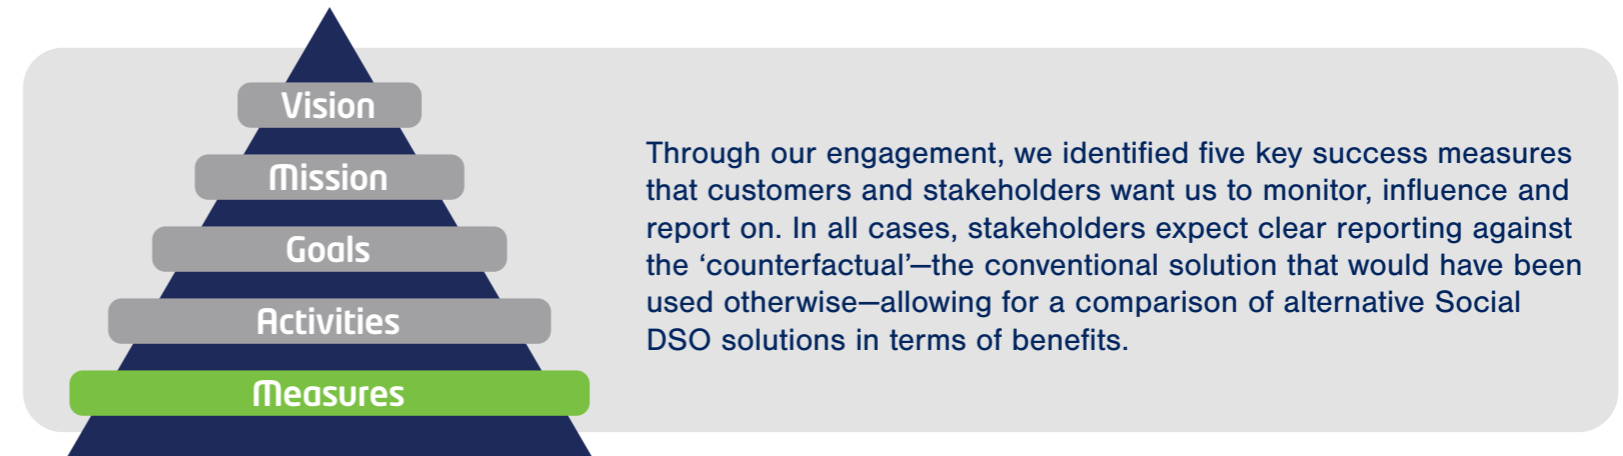 Vision
Mission
Goals
Activities
Measures
Through our engagement, we identified five key success measures
that customers and stakeholders want us to monitor, influence and
report on. In all cases, stakeholders expect clear reporting against
the ‘counterfactual’—the conventional solution that would have been
used otherwise—allowing for a comparison of alternative Social
DSO solutions in terms of benefits.